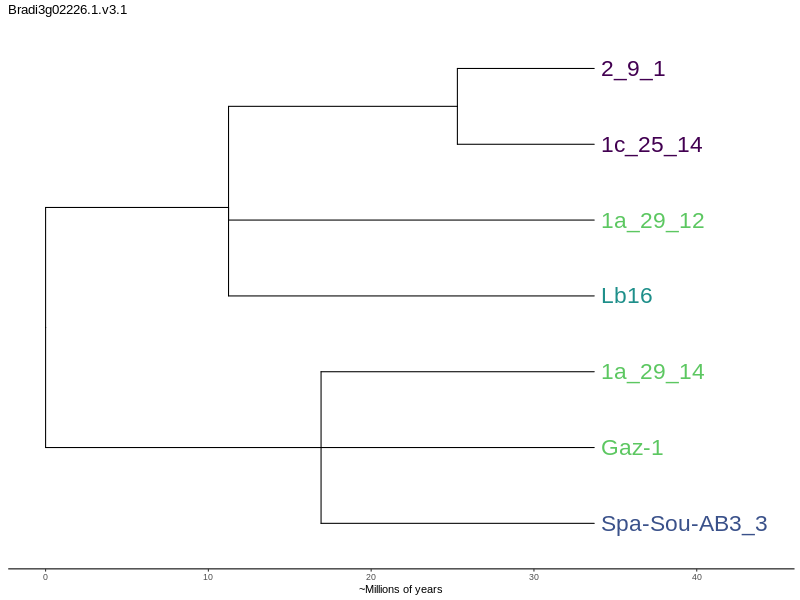 Bradi3g02226.1.v3.1
2_9_1
1c_25_14
1a_29_12
Lb16
1a_29_14
Gaz-1
Spa-Sou-AB3_3
0 10 20 30 40
~Millions of years